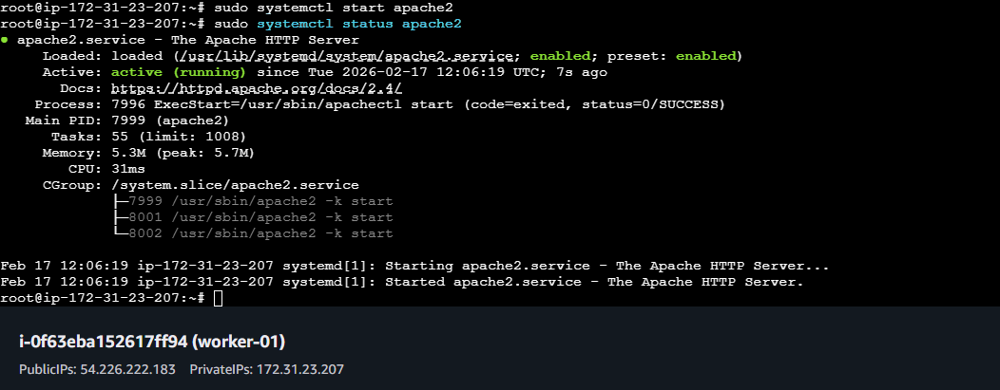 root@ip-172-31-23-207:~# sudo systemctl start apache2
root@ip-172-31-23-207:~# sudo systemctl status apache2
● apache2.service - The Apache HTTP Server
     Loaded: loaded (/usr/lib/systemd/system/apache2.service; enabled; preset: enabled)
     Active: active (running) since Tue 2026-02-17 12:06:19 UTC; 7s ago
       Docs: https://httpd.apache.org/docs/2.4/
    Process: 7996 ExecStart=/usr/sbin/apachectl start (code=exited, status=0/SUCCESS)
   Main PID: 7999 (apache2)
      Tasks: 55 (limit: 1008)
     Memory: 5.3M (peak: 5.7M)
        CPU: 31ms
     CGroup: /system.slice/apache2.service
             ├─7999 /usr/sbin/apache2 -k start
             ├─8001 /usr/sbin/apache2 -k start
             └─8002 /usr/sbin/apache2 -k start
Feb 17 12:06:19 ip-172-31-23-207 systemd[1]: Starting apache2.service - The Apache HTTP Server...
Feb 17 12:06:19 ip-172-31-23-207 systemd[1]: Started apache2.service - The Apache HTTP Server.
root@ip-172-31-23-207:~#
i-0f63eba152617ff94 (worker-01)
PublicIPs: 54.226.222.183 PrivateIPs: 172.31.23.207